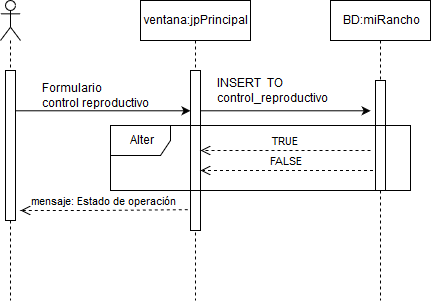 ventana:jpPrincipal
BD:miRancho
Formulario
control reproductivo
INSERT TO
control_reproductivo
Alter
TRUE
FALSE
mensaje: Estado de operación